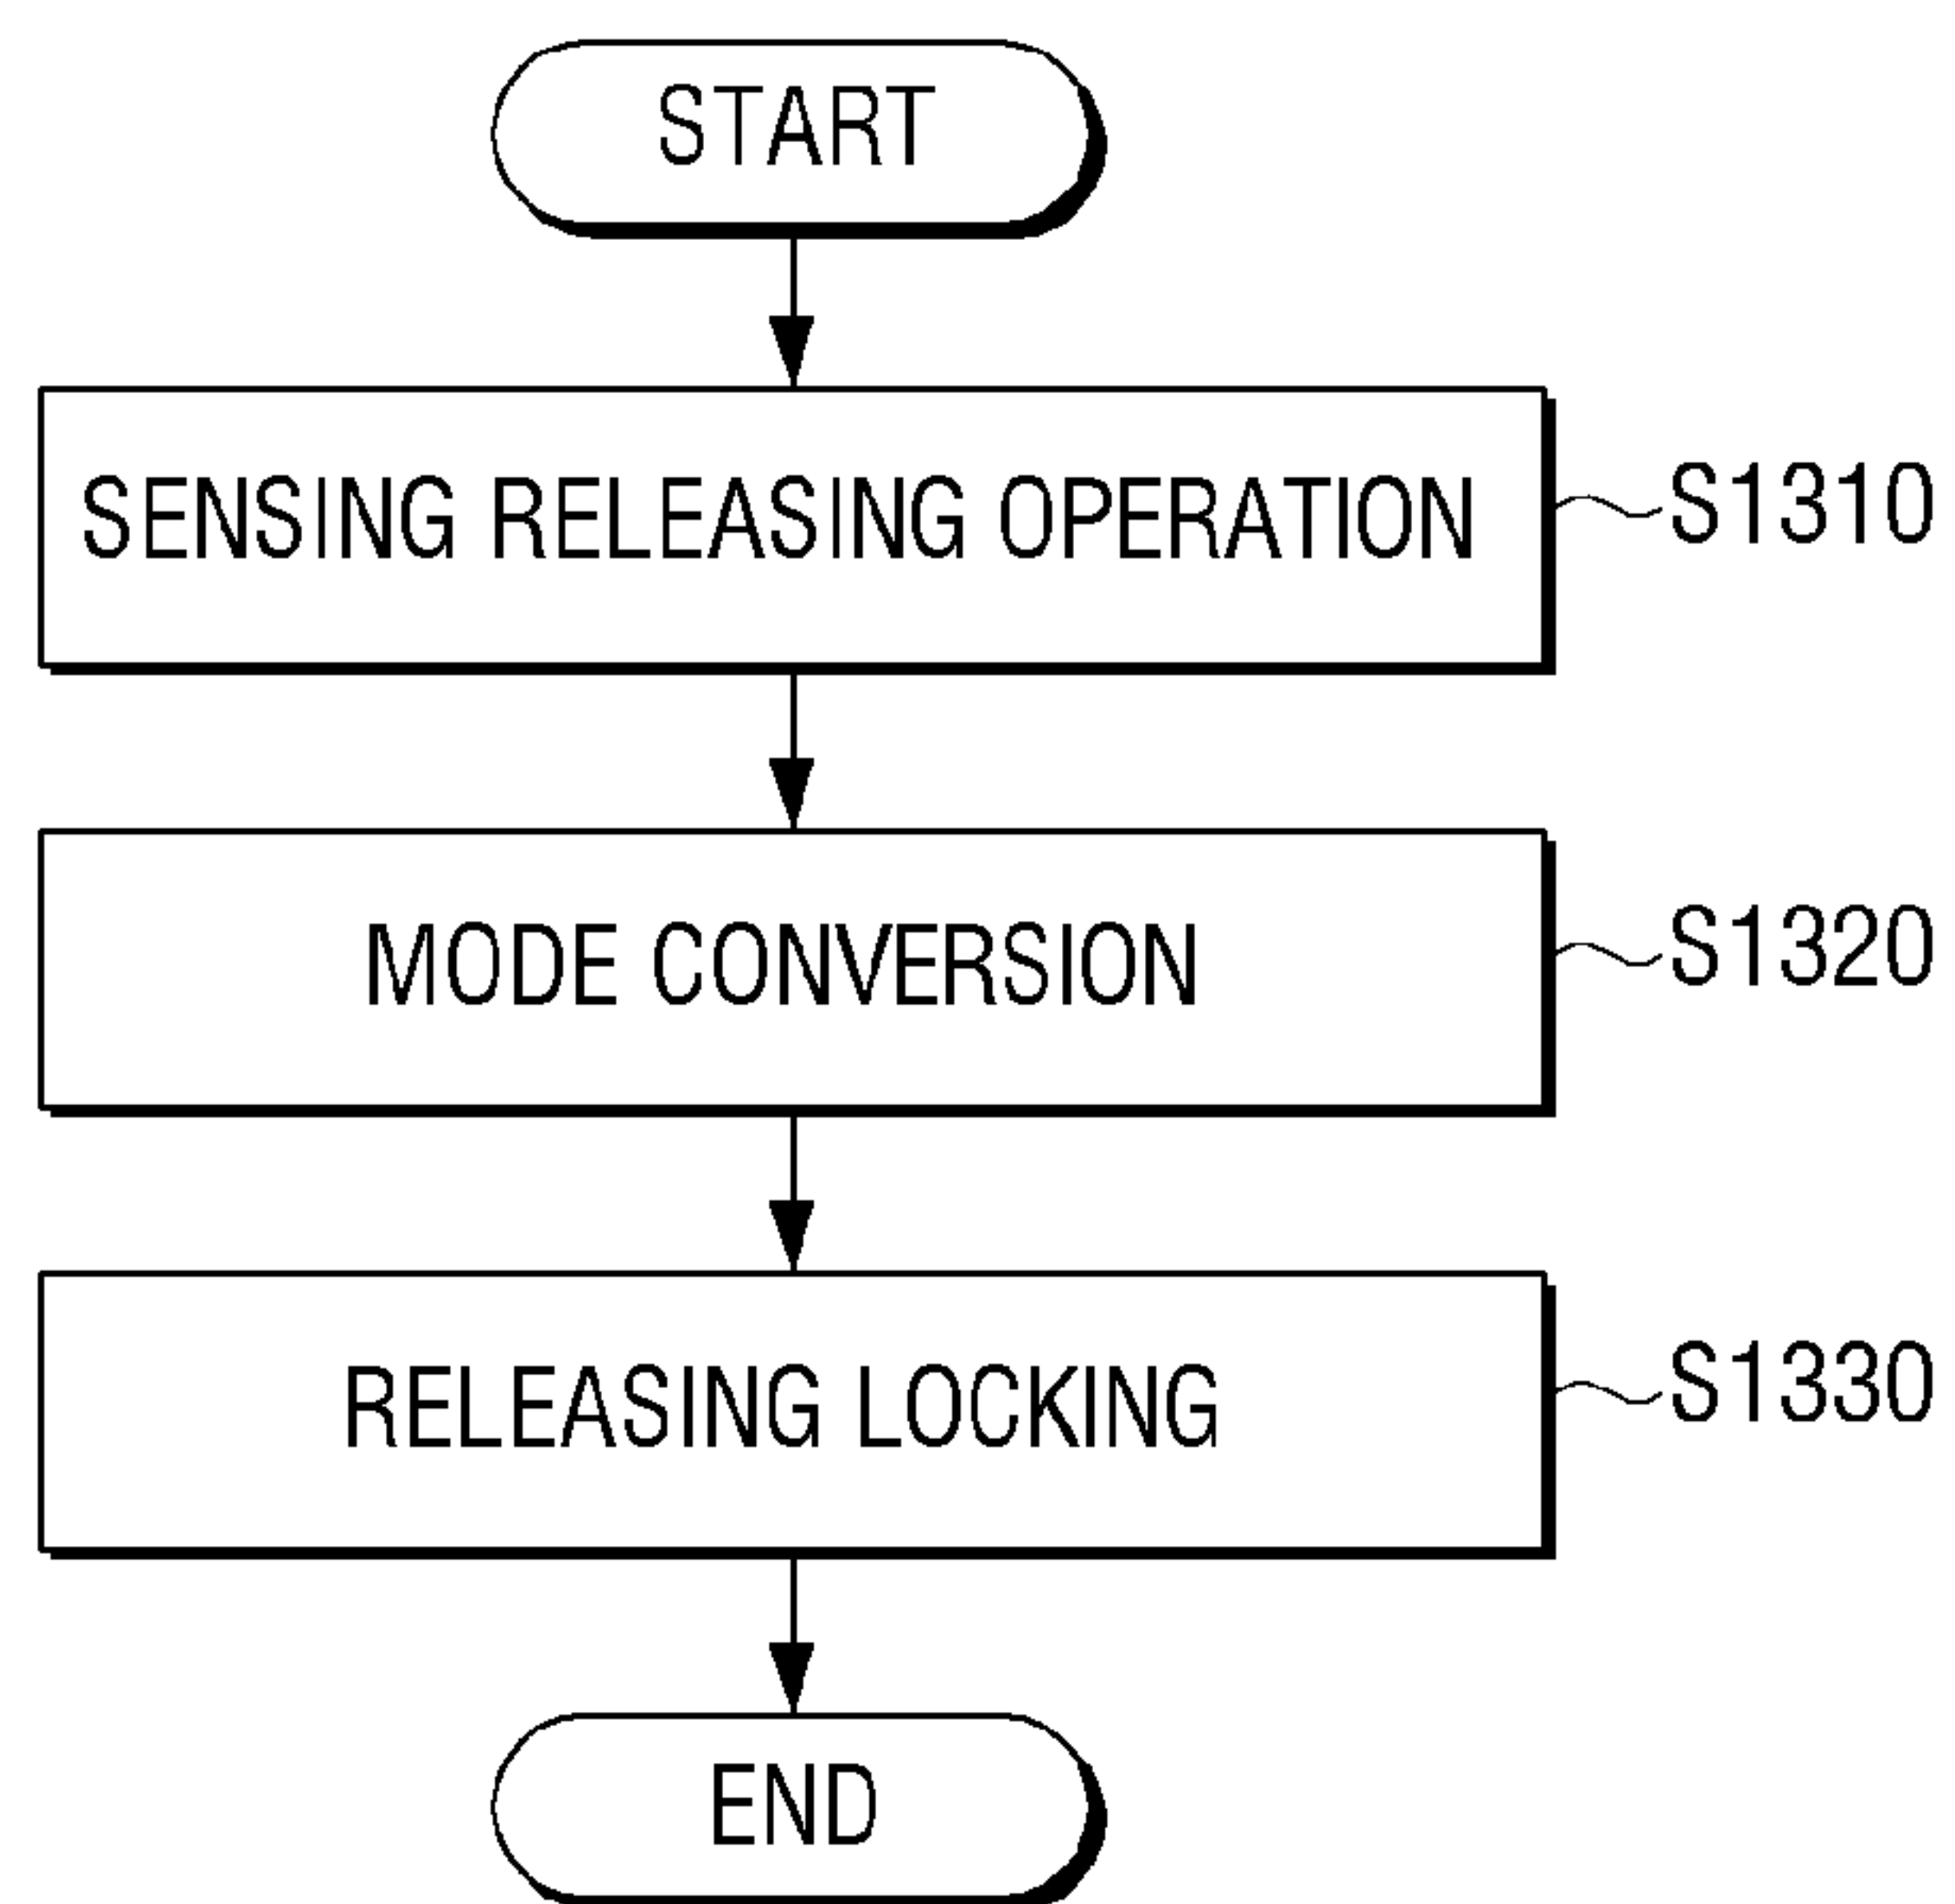 START
SENSING RELEASING OPERATION
S1310
MODE CONVERSION
S1320
RELEASING LOCKING
S1330
END